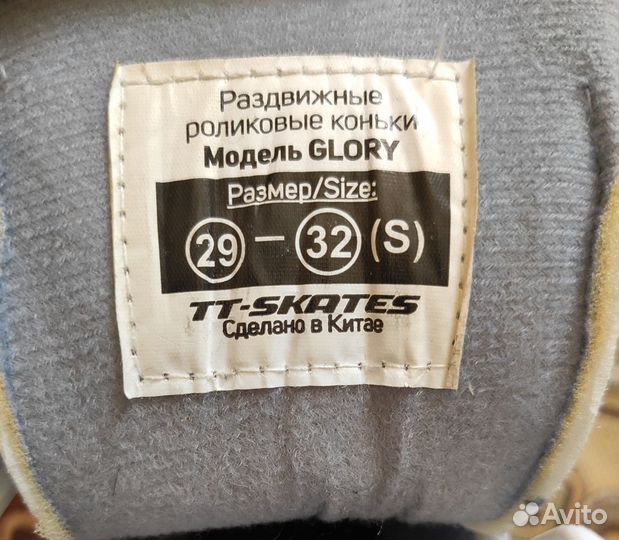 Раздвижные
роликовые коньки
Модель GLORY
Размер/Size:
29 – 32 (S)
TT-SKATES
Сделано в Китае
Avito